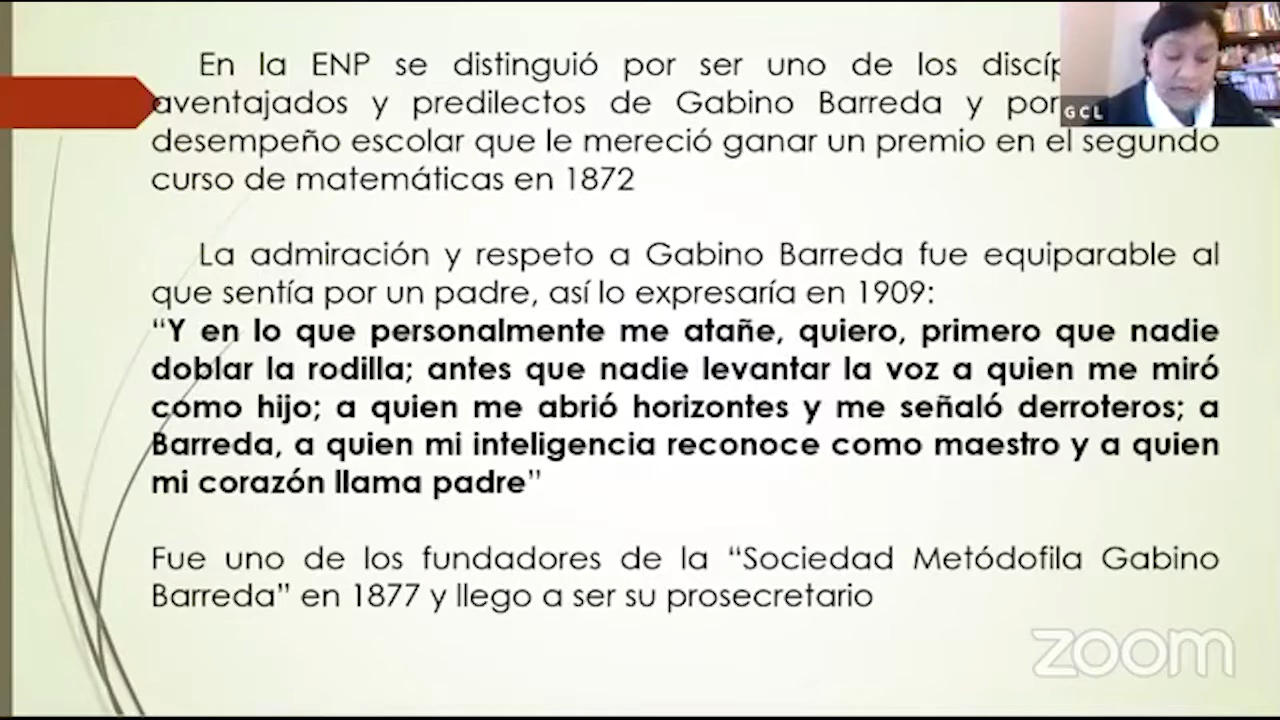 En la ENP se distinguió por ser uno de los
aventajados y predilectos de Gabino Barreda y por
desempeño escolar que le mereció ganar un premio en el segundo
curso de matemáticas en 1872
La admiración y respeto a Gabino Barreda fue equiparable al
que sentía por un padre, así lo expresaría en 1909:
“Y en lo que personalmente me atañe, quiero, primero que nadie
doblar la rodilla; antes que nadie levantar la voz a quien me miró
como hijo; a quien me abrió horizontes y me señaló derroteros; a
Barreda, a quien mi inteligencia reconoce como maestro y a quien
mi corazón llama padre”
Fue uno de los fundadores de la “Sociedad Metódofila Gabino
Barreda” en 1877 y llego a ser su prosecretario
GCL
zoom